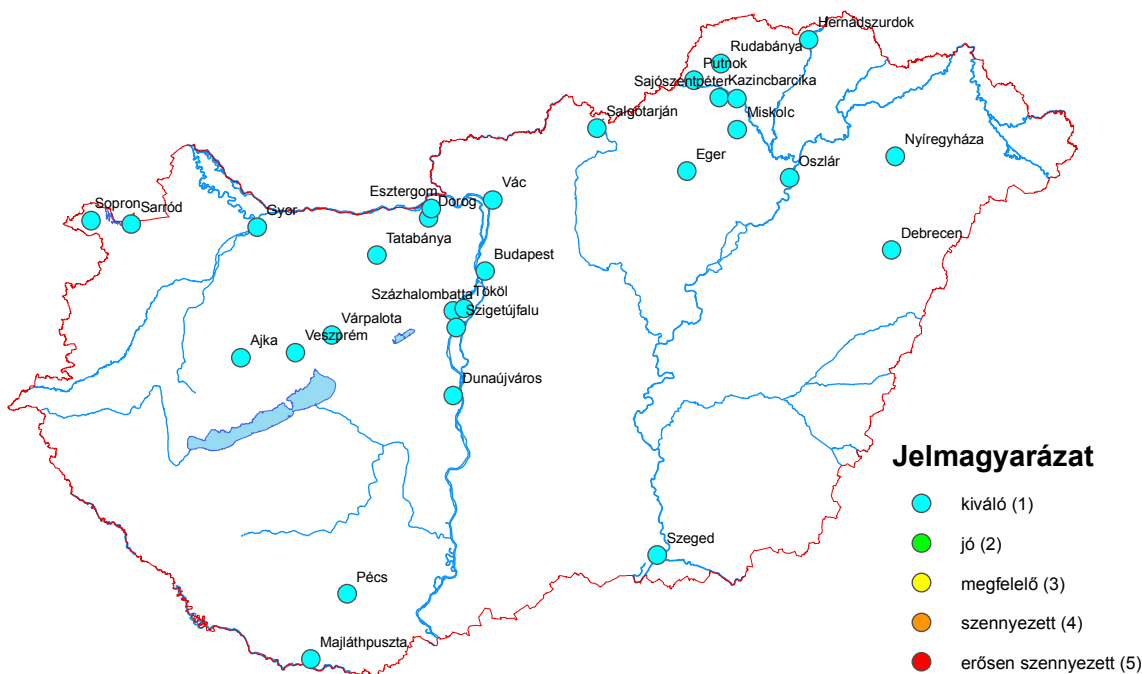 Hernádszurdok
Rudabánya
Putnok
Sajószentpéter
Kazincbarcika
Salgótarján
Miskolc
Nyíregyháza
Eger
Oszlár
Vác
Esztergom
Dorog
Sopron
Sarród
Gyor
Tatabánya
Debrecen
Budapest
Tököl
Százhalombatta
Szigetújfalu
Várpalota
Veszprém
Ajka
Dunaújváros
Szeged
Pécs
Majláthpuszta
Jelmagyarázat
kiváló (1)
jó (2)
megfelelő (3)
szennyezett (4)
erősen szennyezett (5)